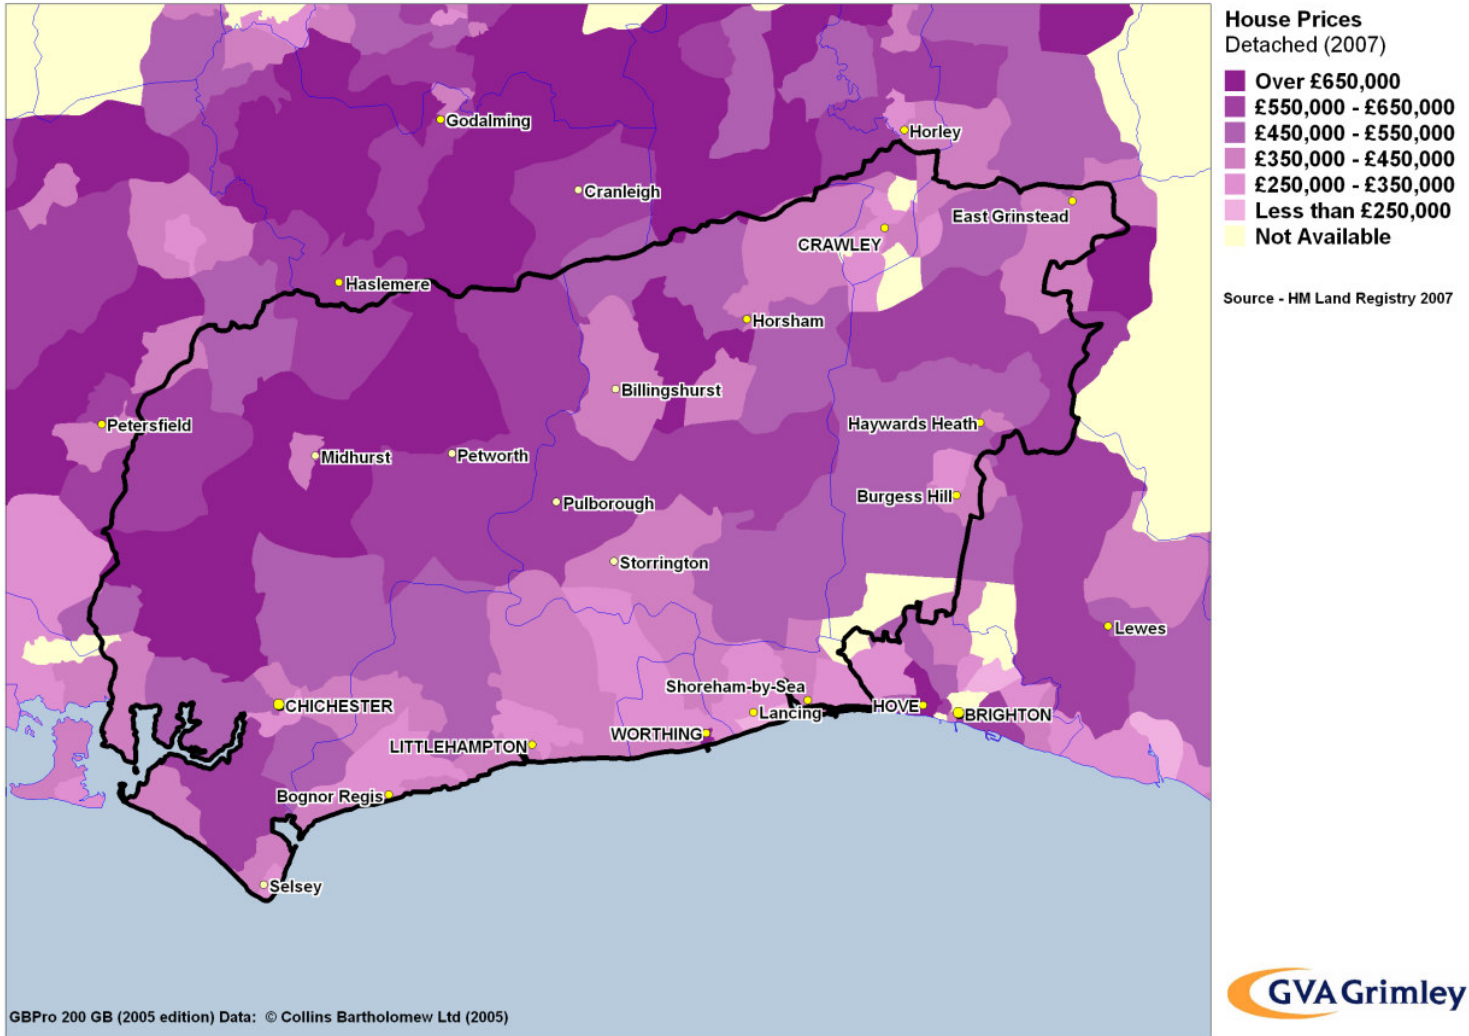 House Prices
Detached (2007)
Over £650,000
£550,000 - £650,000
£450,000 - £550,000
£350,000 - £450,000
£250,000 - £350,000
Less than £250,000
Not Available
Source - HM Land Registry 2007
Godalming
Horley
Cranleigh
East Grinstead
CRAWLEY
Haslemere
Horsham
Billingshurst
Petersfield
Haywards Heath
Midhurst
Petworth
Burgess Hill
Pulborough
Storrington
Lewes
Shoreham-by-Sea
CHICHESTER
HOVE
Lancing
BRIGHTON
WORTHING
LITTLEHAMPTON
Bognor Regis
Selsey
GBPro 200 GB (2005 edition) Data: © Collins Bartholomew Ltd (2005)
GVA Grimley